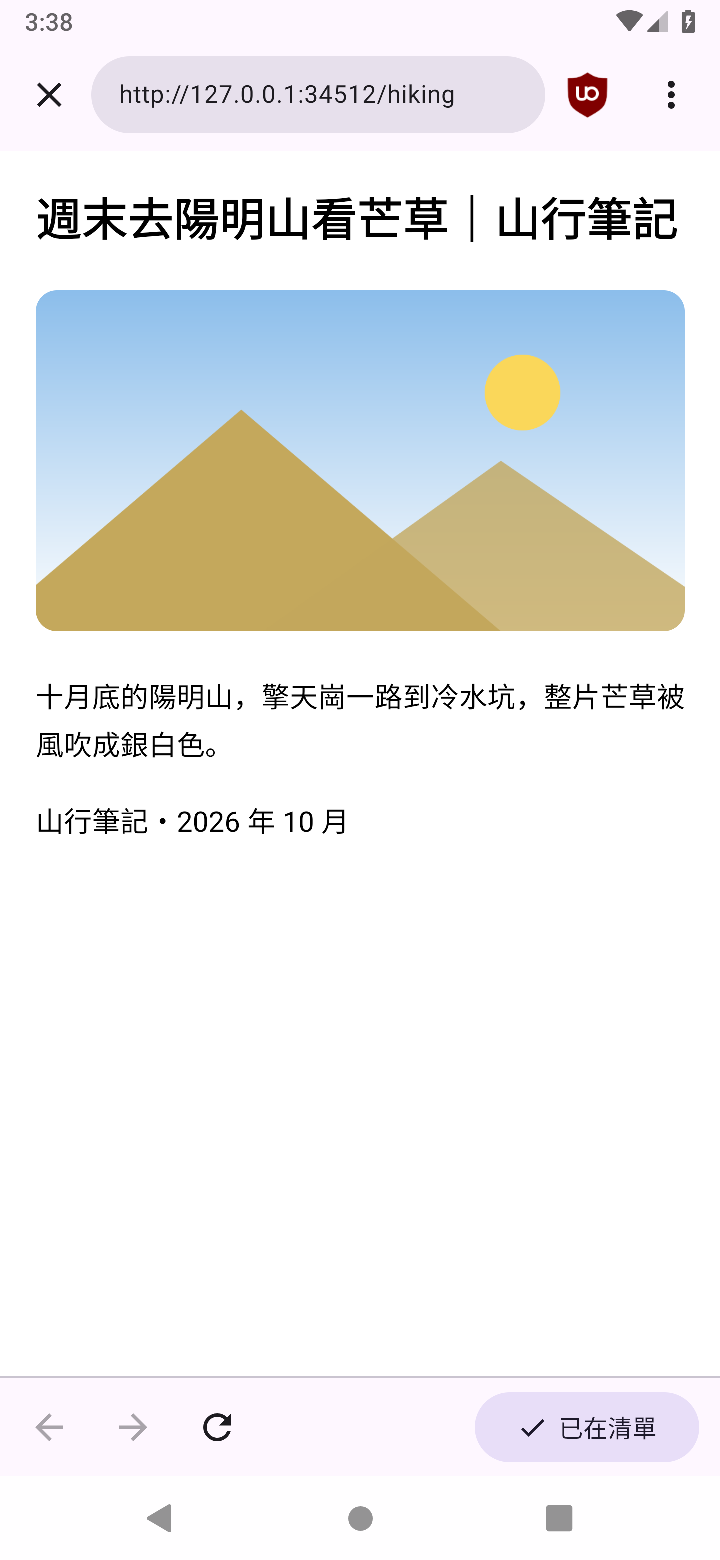 3:38
http://127.0.0.1:34512/hiking
週末去陽明山看芒草｜山行筆記
十月底的陽明山，擎天崗一路到冷水坑，整片芒草被
風吹成銀白色。
山行筆記・2026 年 10 月
已在清單